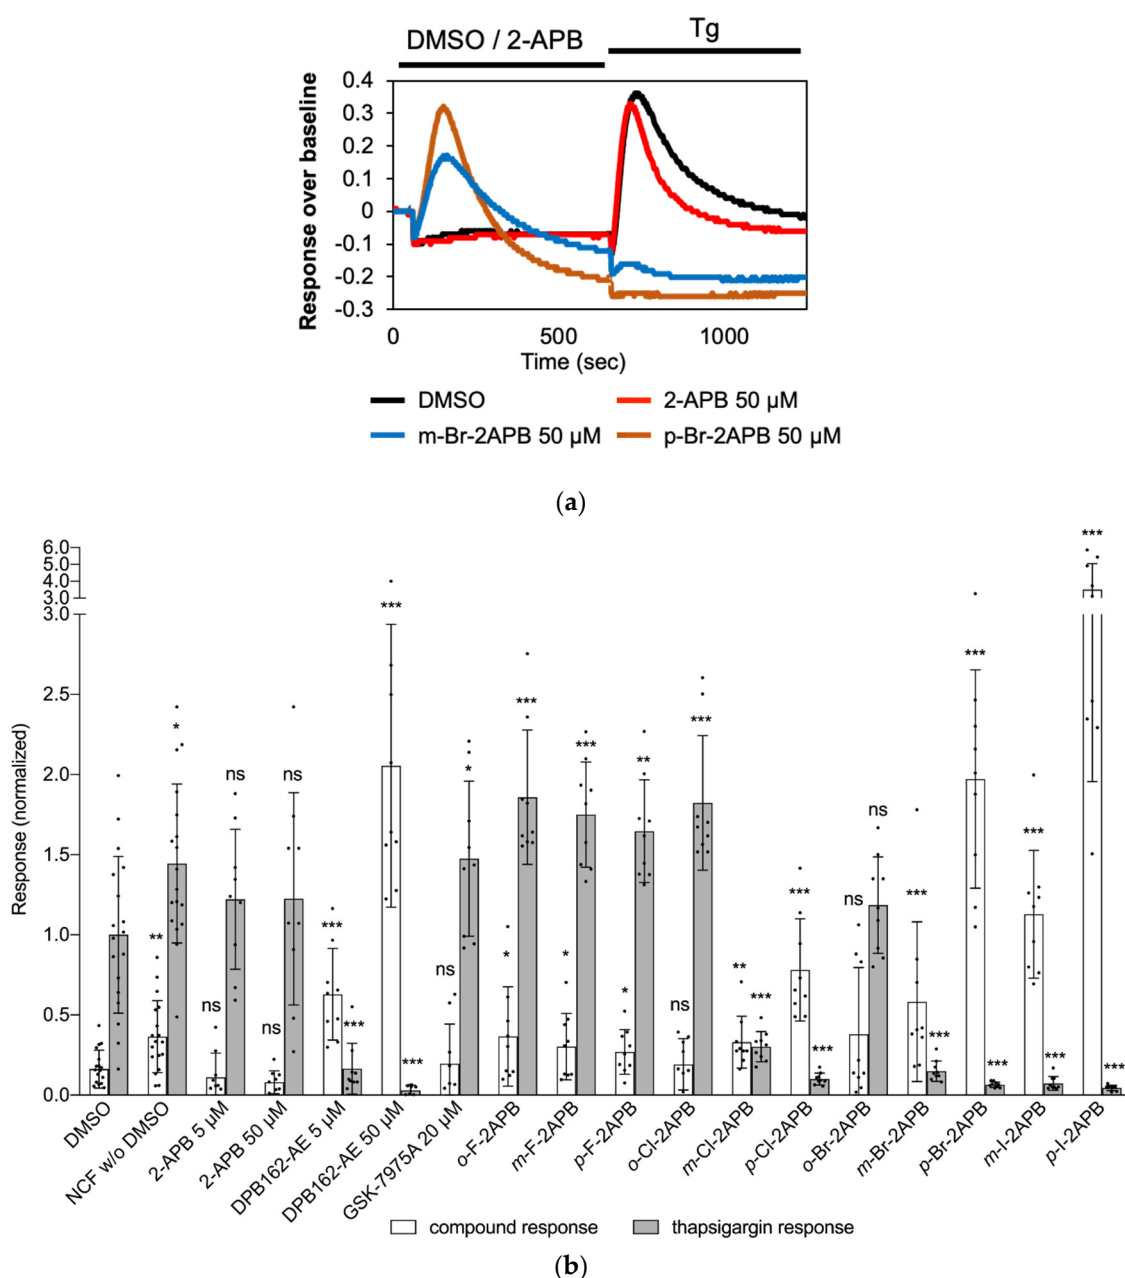 DMSO / 2-APB
Tg
Response over baseline
0.4
0.3
0.2
0.1
0
-0.1
-0.2
-0.3
0
500
1000
Time (sec)
DMSO
2-APB 50 µM
m-Br-2APB 50 µM
p-Br-2APB 50 µM
(a)
Response (normalized)
6.0
5.0
4.0
3.0
3.0
2.5
2.0
1.5
1.0
0.5
0.0
**
*
ns
ns
ns
ns
***
***
***
***
ns
*
*
***
*
***
*
**
ns
***
**
***
***
***
ns
ns
***
***
***
***
***
***
***
***
DMSO
NCF w/o DMSO
2-APB 5 µM
2-APB 50 µM
DPB162-AE 5 µM
DPB162-AE 50 µM
GSK-7975A 20 µM
o-F-2APB
m-F-2APB
p-F-2APB
o-Cl-2APB
m-Cl-2APB
p-Cl-2APB
o-Br-2APB
m-Br-2APB
p-Br-2APB
m-I-2APB
p-I-2APB
compound response
thapsigargin response
(b)